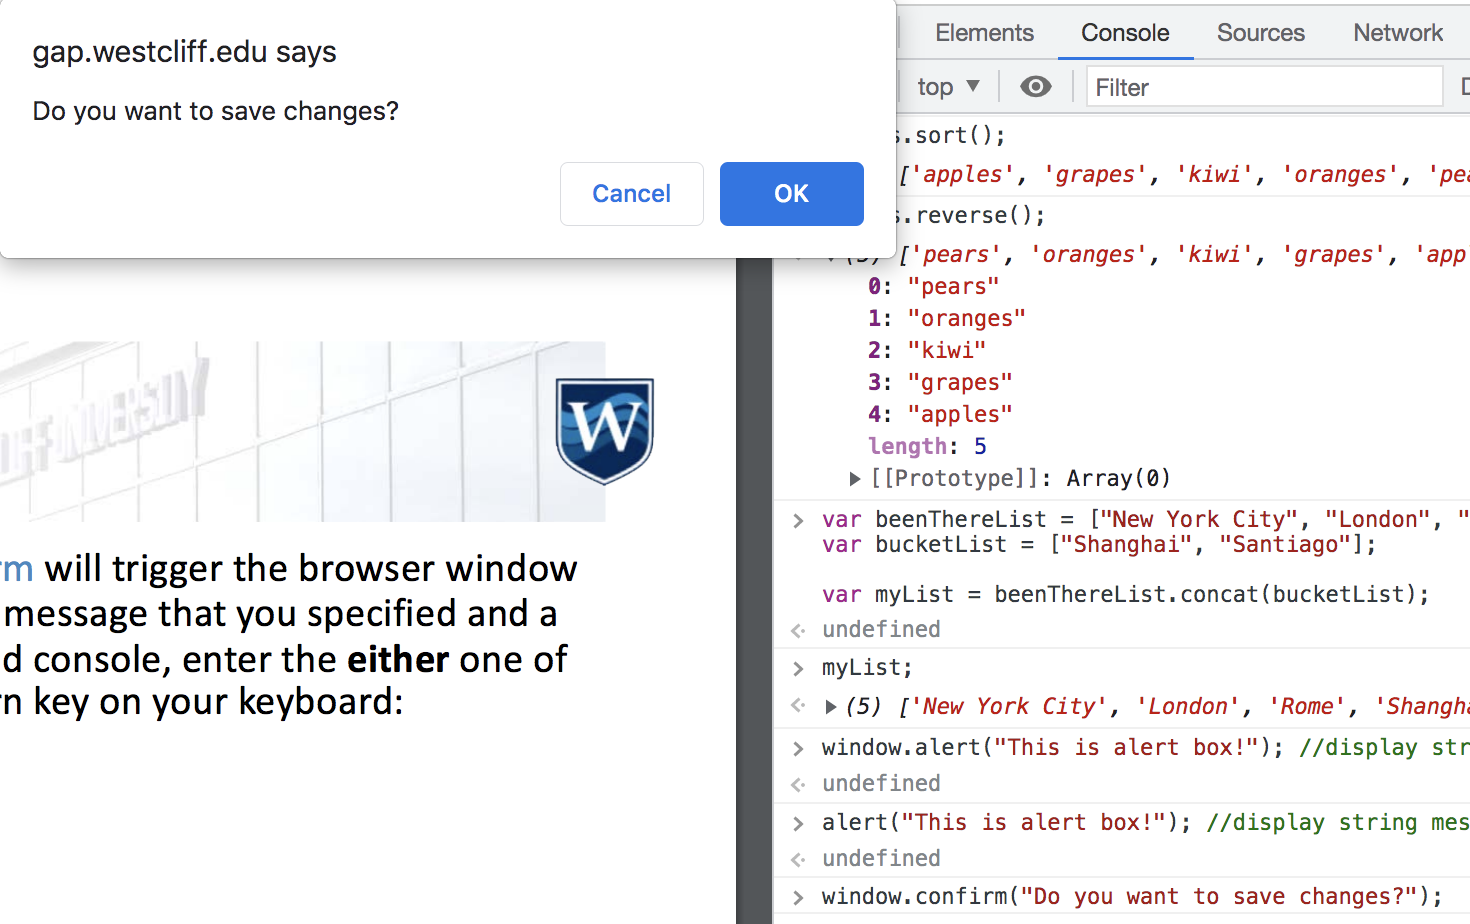 gap.westcliff.edu says
Do you want to save changes?
Cancel
OK
UNIVERSITY
W
rm will trigger the browser window
message that you specified and a
d console, enter the either one of
rn key on your keyboard:
Elements Console Sources Network
top ▼ Filter
s.sort();
['apples', 'grapes', 'kiwi', 'oranges', 'pea
s.reverse();
['pears', 'oranges', 'kiwi', 'grapes', 'app
0: "pears"
1: "oranges"
2: "kiwi"
3: "grapes"
4: "apples"
length: 5
[[Prototype]]: Array(0)
var beenThereList = ["New York City", "London", "
var bucketList = ["Shanghai", "Santiago"];
var myList = beenThereList.concat(bucketList);
undefined
myList;
(5) ['New York City', 'London', 'Rome', 'Shangha
window.alert("This is alert box!"); //display str
undefined
alert("This is alert box!"); //display string mes
undefined
window.confirm("Do you want to save changes?");